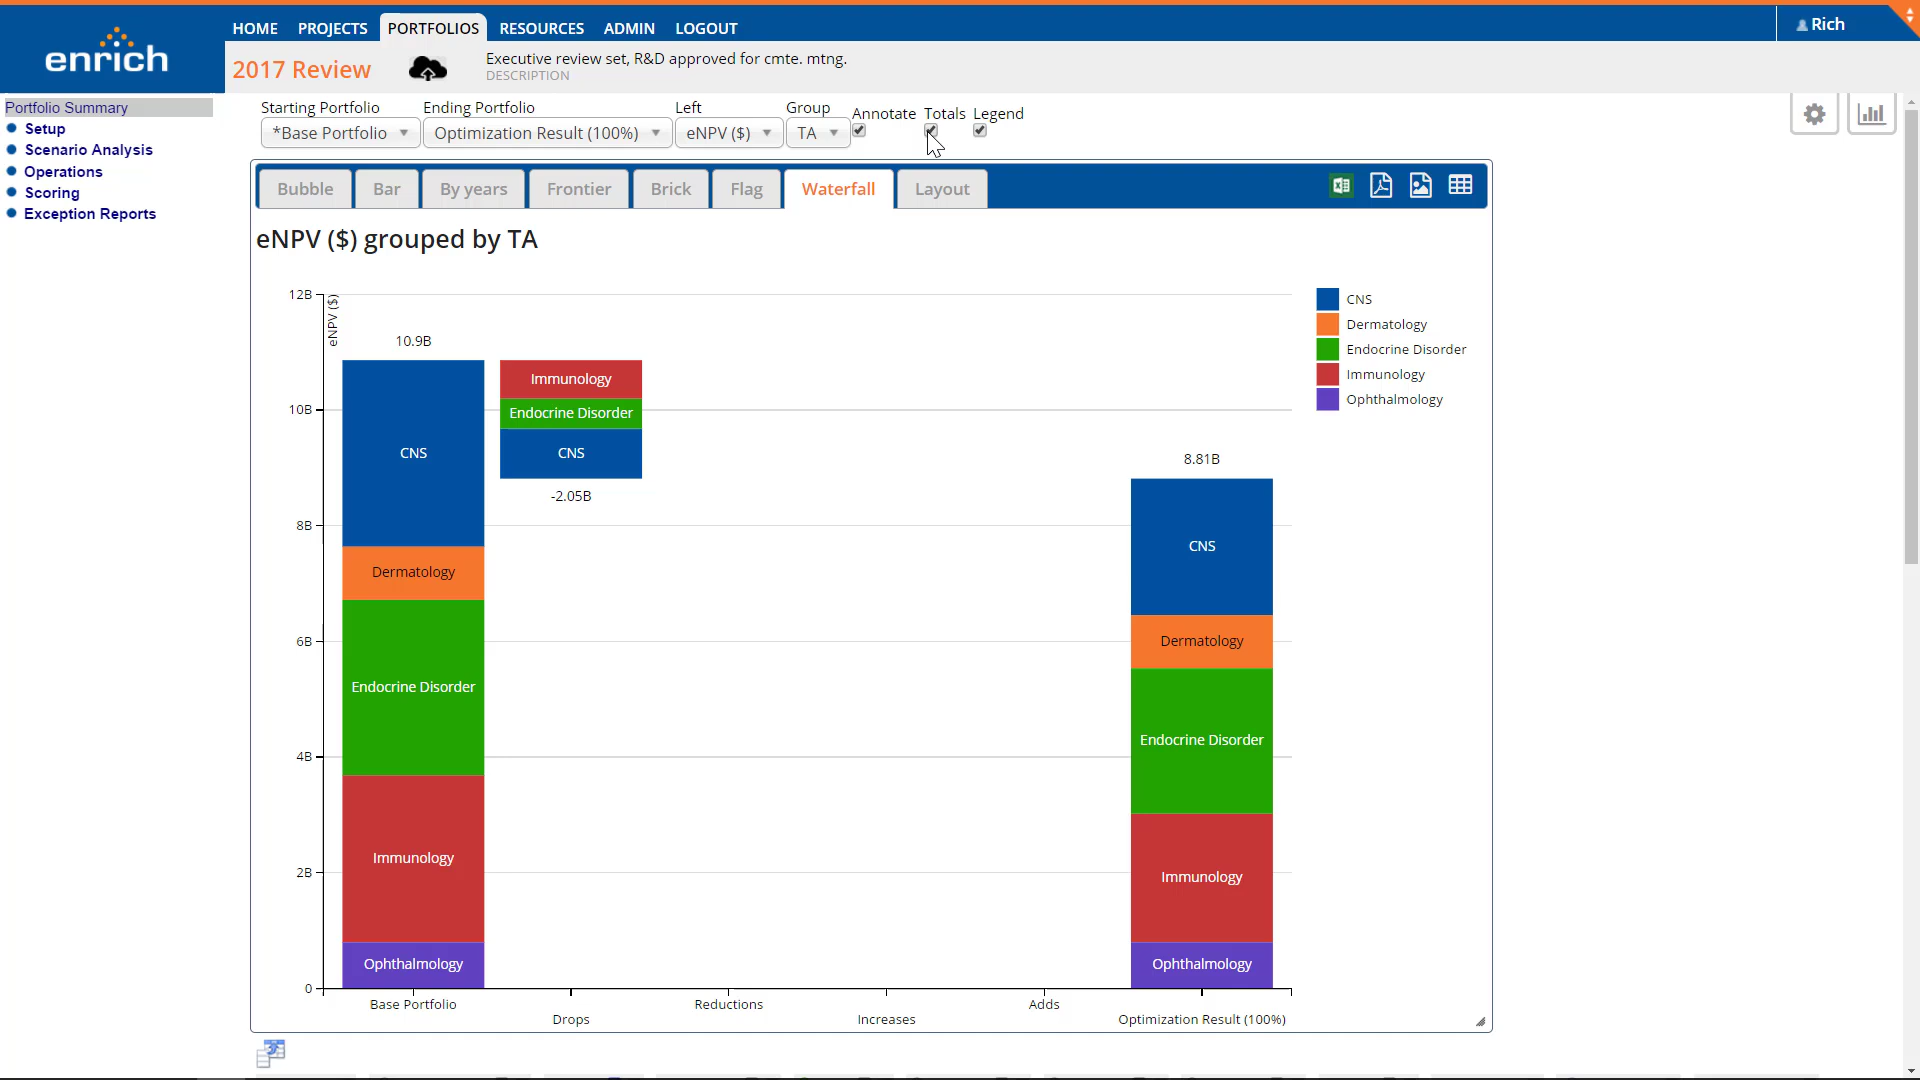 enrich
HOME PROJECTS PORTFOLIOS RESOURCES ADMIN LOGOUT
Rich
2017 Review
Executive review set, R&D approved for cmte. mtng.
DESCRIPTION
Portfolio Summary
Setup
Scenario Analysis
Operations
Scoring
Exception Reports
Starting Portfolio Ending Portfolio Left Group Annotate Totals Legend
*Base Portfolio Optimization Result (100%) eNPV ($) TA
Bubble Bar By years Frontier Brick Flag Waterfall Layout
eNPV ($) grouped by TA
12B
10B
8B
6B
4B
2B
0
eNPV ($)
10.9B
CNS
Dermatology
Endocrine Disorder
Immunology
Ophthalmology
Immunology
Endocrine Disorder
CNS
-2.05B
8.81B
CNS
Dermatology
Endocrine Disorder
Immunology
Ophthalmology
CNS
Dermatology
Endocrine Disorder
Immunology
Ophthalmology
Base Portfolio Reductions Adds
Drops Increases Optimization Result (100%)